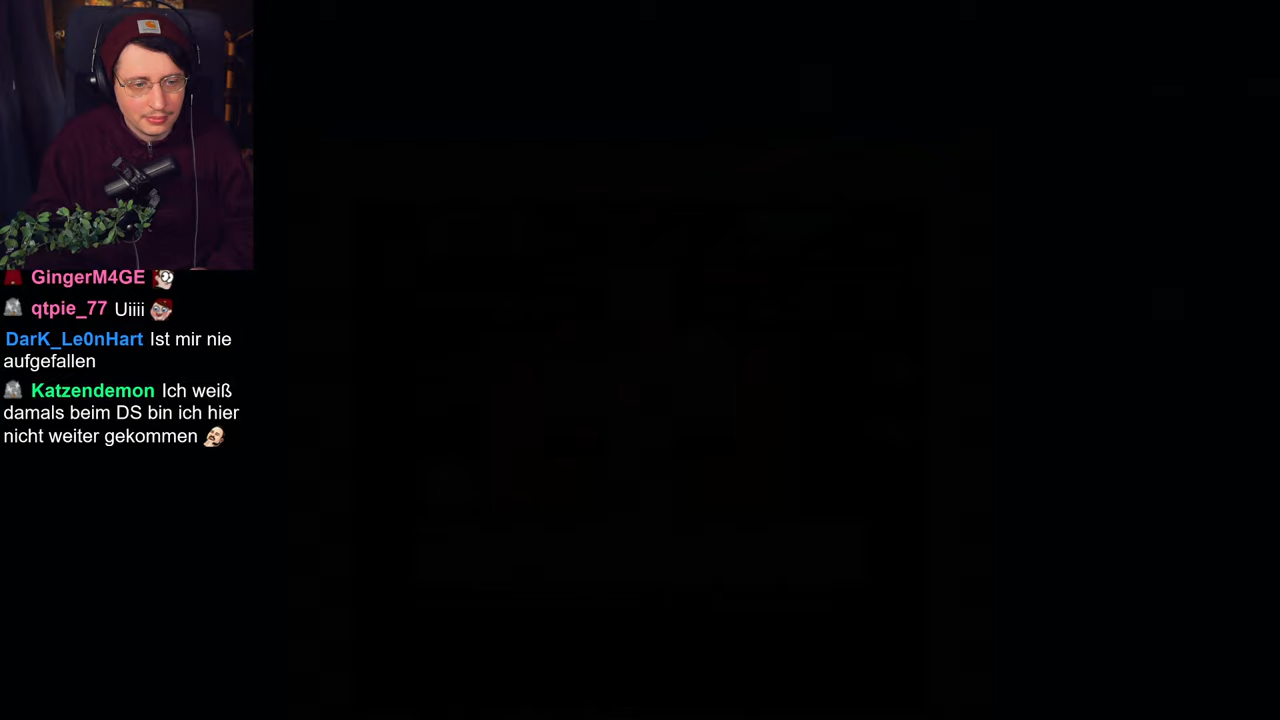 GingerM4GE
qtpie_77 Uiiii
DarK_Le0nHart Ist mir nie
aufgefallen
Katzendemon Ich weiß
damals beim DS bin ich hier
nicht weiter gekommen